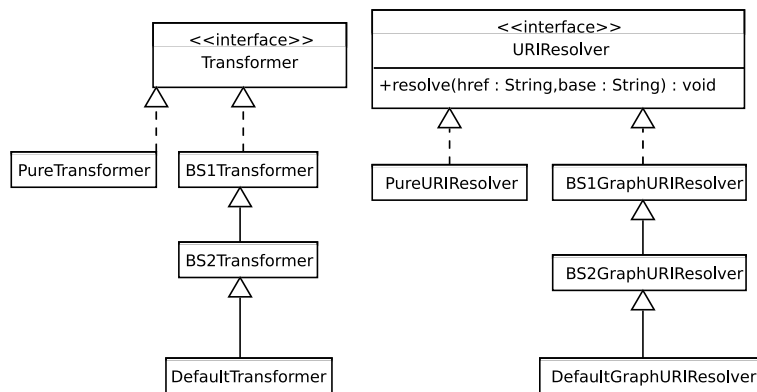 <<interface>>
Transformer
<<interface>>
URIResolver
+resolve(href : String,base : String) : void
PureTransformer
BS1Transformer
PureURIResolver
BS1GraphURIResolver
BS2Transformer
BS2GraphURIResolver
DefaultTransformer
DefaultGraphURIResolver